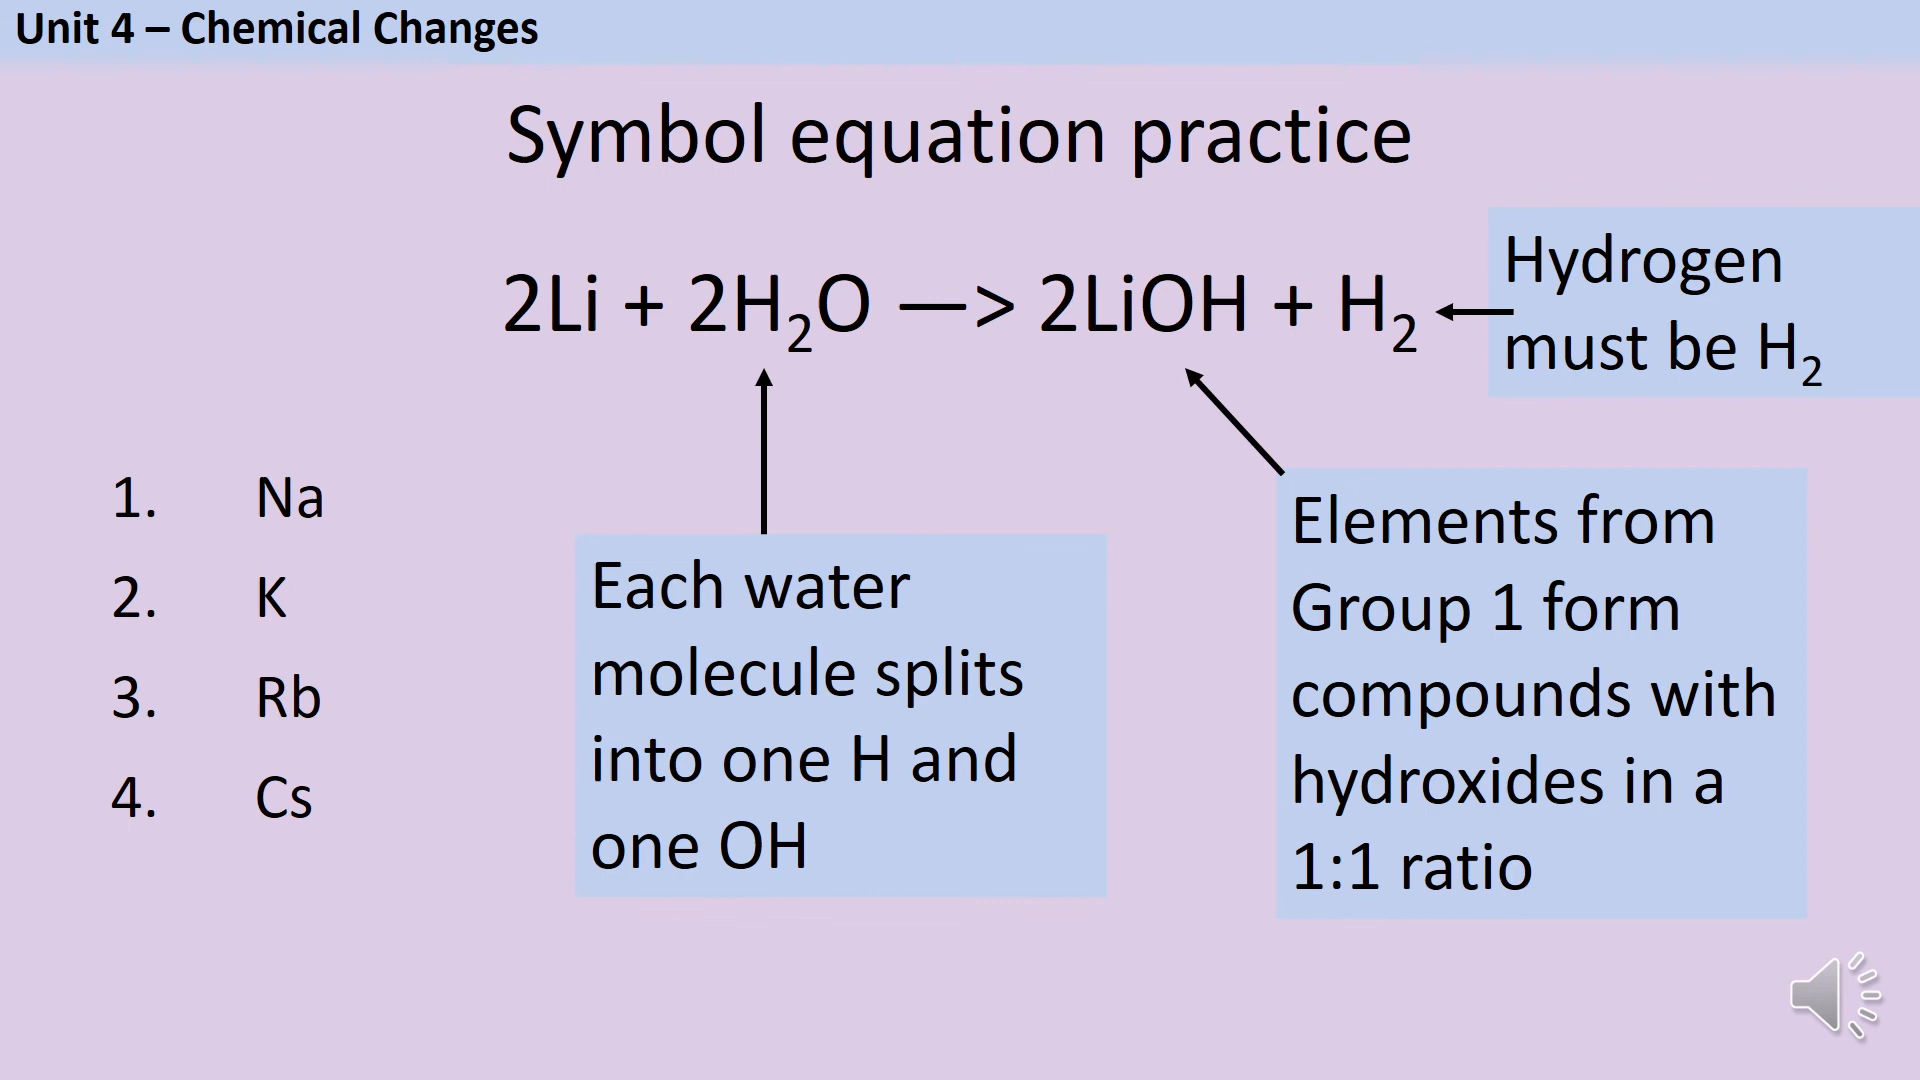 Unit 4 – Chemical Changes
Symbol equation practice
2Li + 2H₂O —> 2LiOH + H₂
Hydrogen
must be H₂
1. Na
2. K
3. Rb
4. Cs
Each water
molecule splits
into one H and
one OH
Elements from
Group 1 form
compounds with
hydroxides in a
1:1 ratio